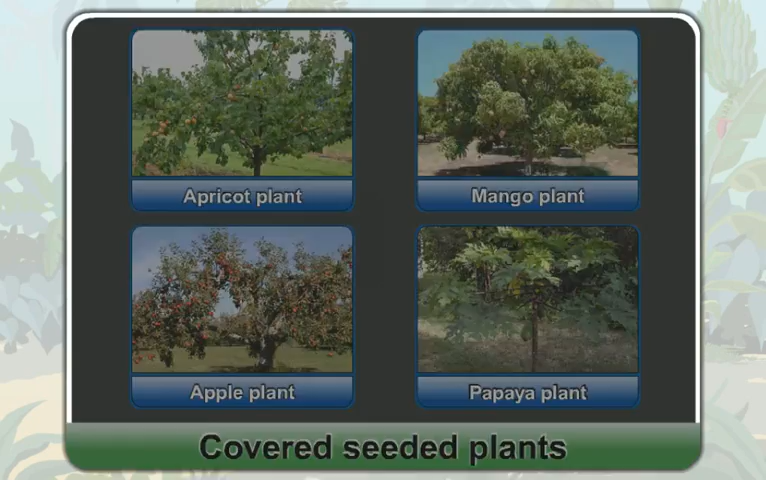 Apricot plant
Mango plant
Apple plant
Papaya plant
Covered seeded plants